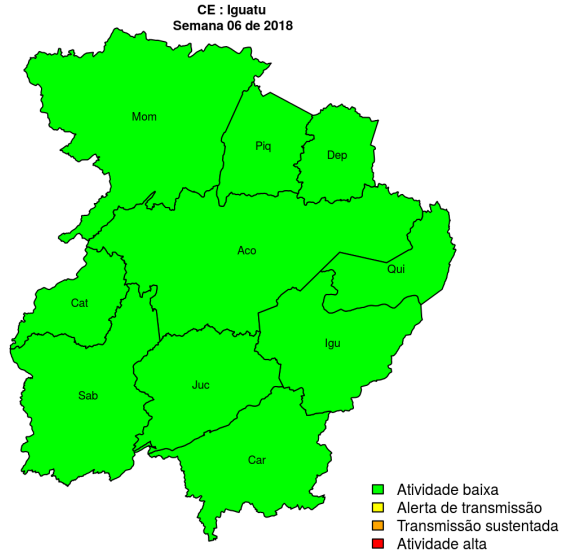 CE : Iguatu
Semana 06 de 2018
Mom
Piq
Dep
Aco
Qui
Cat
Igu
Juc
Sab
Car
Atividade baixa
Alerta de transmissão
Transmissão sustentada
Atividade alta